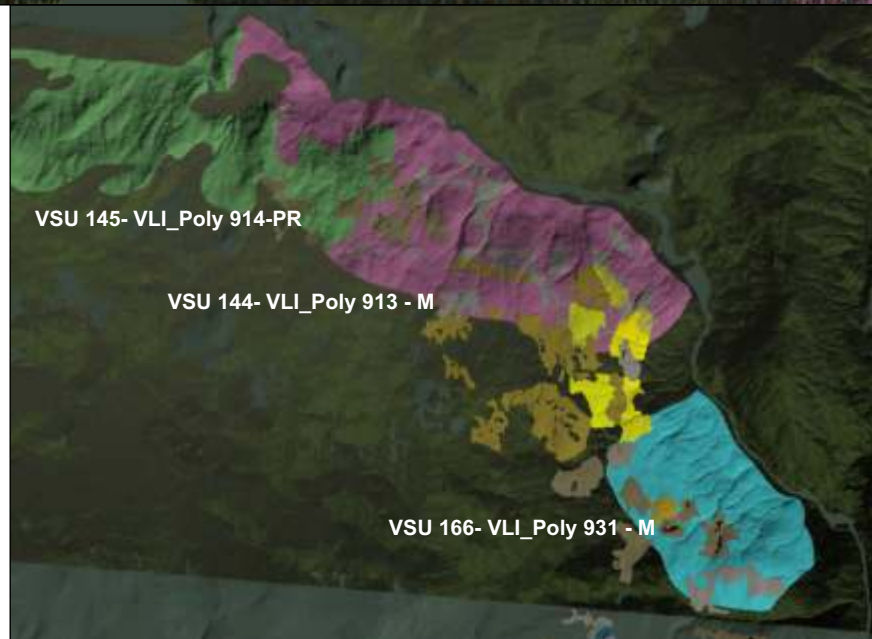 VSU 145- VLI_Poly 914-PR
VSU 144- VLI_Poly 913 - M
VSU 166- VLI_Poly 931 - M